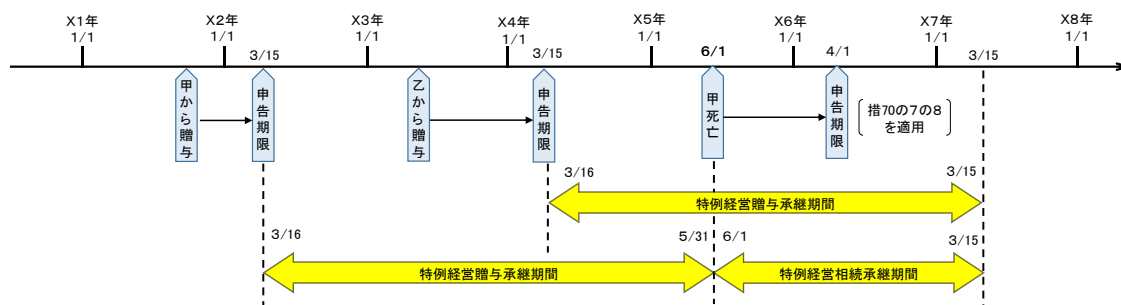 X1年
1/1
X2年
1/1
3/15
X3年
1/1
X4年
1/1
3/15
X5年
1/1
6/1
X6年
1/1
4/1
X7年
1/1
3/15
X8年
1/1
甲から贈与
申告期限
乙から贈与
申告期限
甲死亡
申告期限
措70の7の8
を適用
3/16
3/15
特例経営贈与承継期間
3/16
5/31
6/1
3/15
特例経営贈与承継期間
特例経営相続承継期間